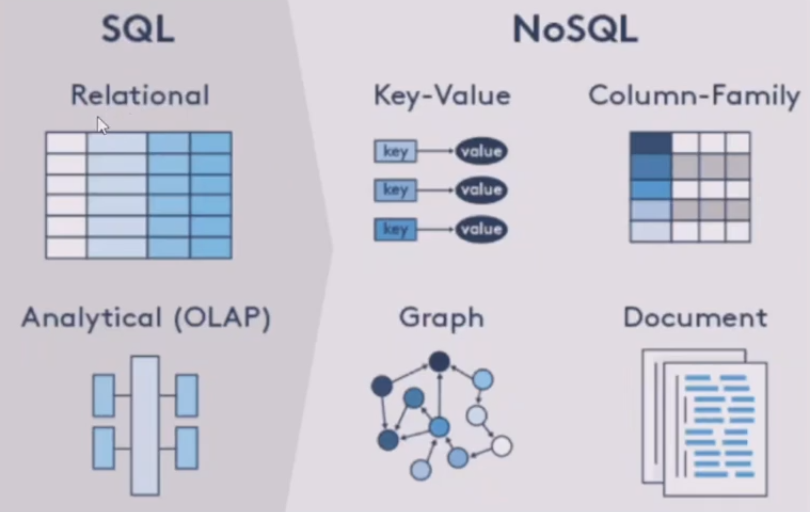 SQL
NoSQL
Relational
Key-Value
Column-Family
key value
key value
key value
Analytical (OLAP)
Graph
Document